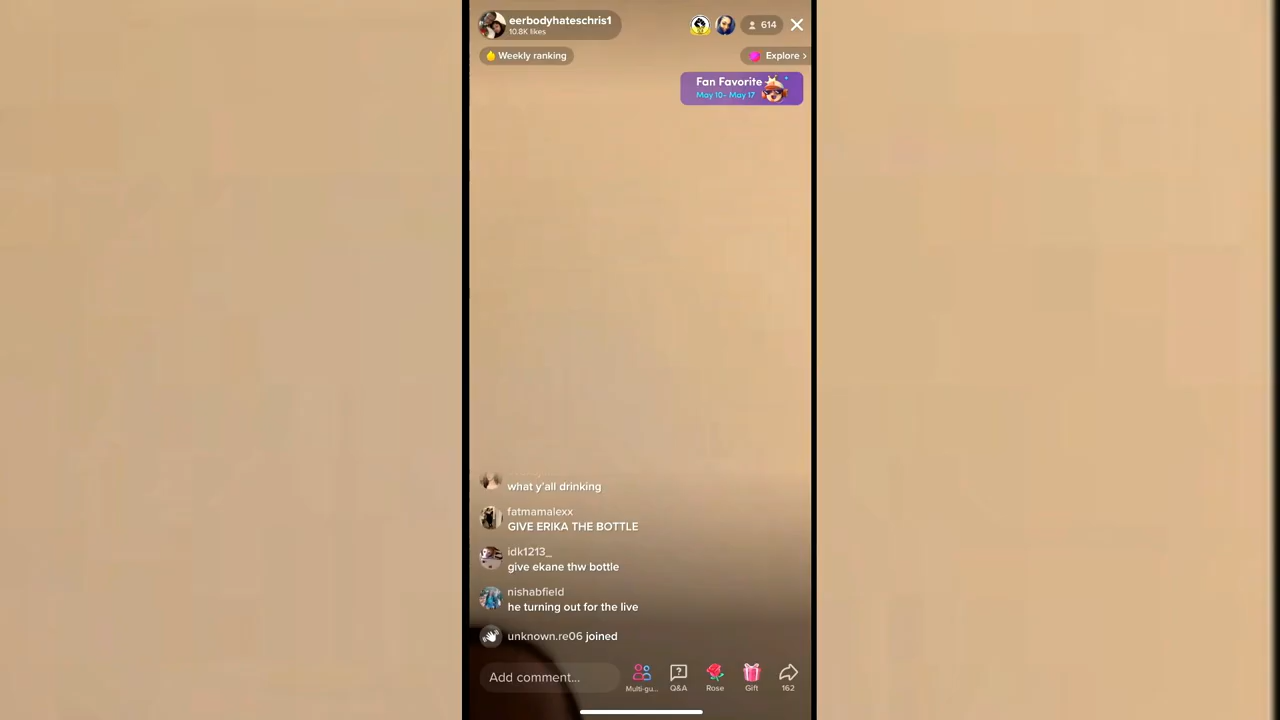 eerbodyhateschris1
10.8K likes
614
Weekly ranking
Explore >
Fan Favorite
May 10- May 17
what y'all drinking
fatmamalexx
GIVE ERIKA THE BOTTLE
idk1213_
give ekane thw bottle
nishabfield
he turning out for the live
unknown.re06 joined
Add comment...
Multi-gu...
Q&A
Rose
Gift
162